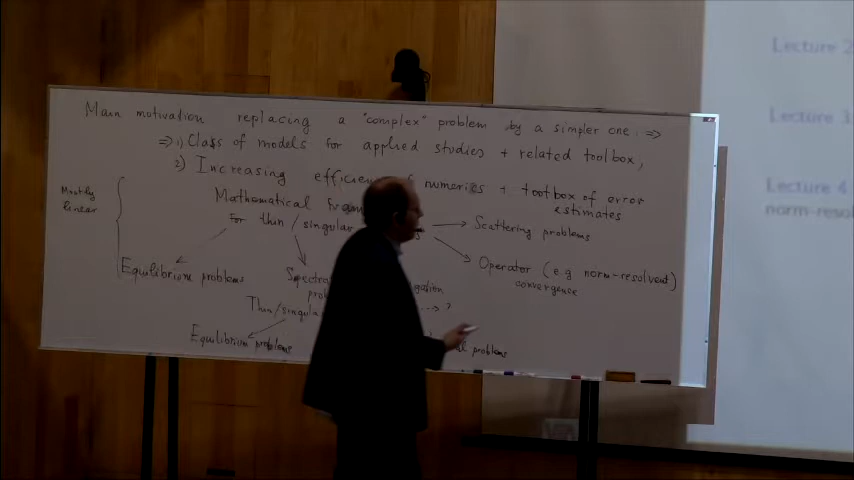 Main motivation replacing a "complex" problem by a simpler one: ⇒
⇒ 1) Class of models for applied studies + related toolbox,
2) Increasing efficiency of numerics + tootbox of error estimates
Mostly linear
Mathematical
For thin / singular
→ Scattering problems
Equilibrium problems
→ Operator (e.g norm-resolvent) convergence
Thin/singular
→ ?
Equilibrium problems
problems
Lecture 2
Lecture 3
Lecture 4
norm-resol